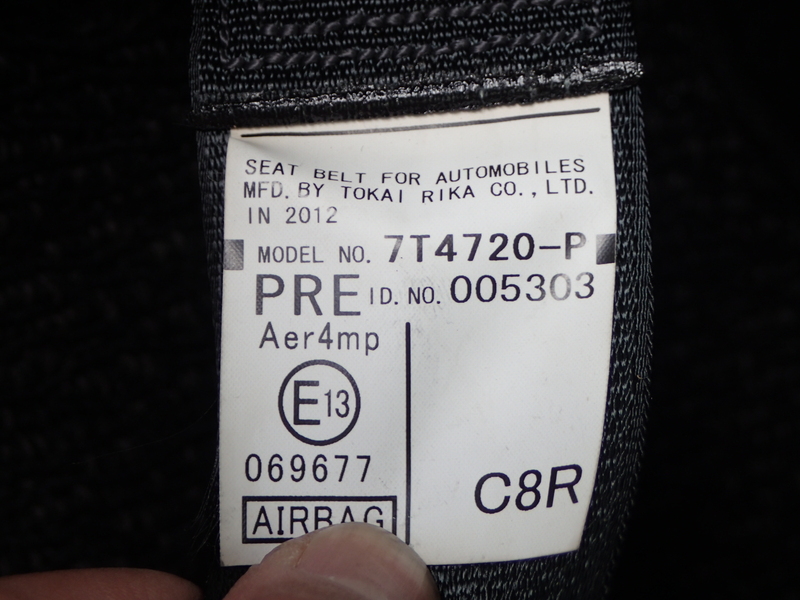 SEAT BELT FOR AUTOMOBILES
MFD. BY TOKAI RIKA CO., LTD.
IN 2012
MODEL NO. 7T4720-P
PRE I D. NO. 005303
Aer4mp
E13
069677
AIRBAG
C8R